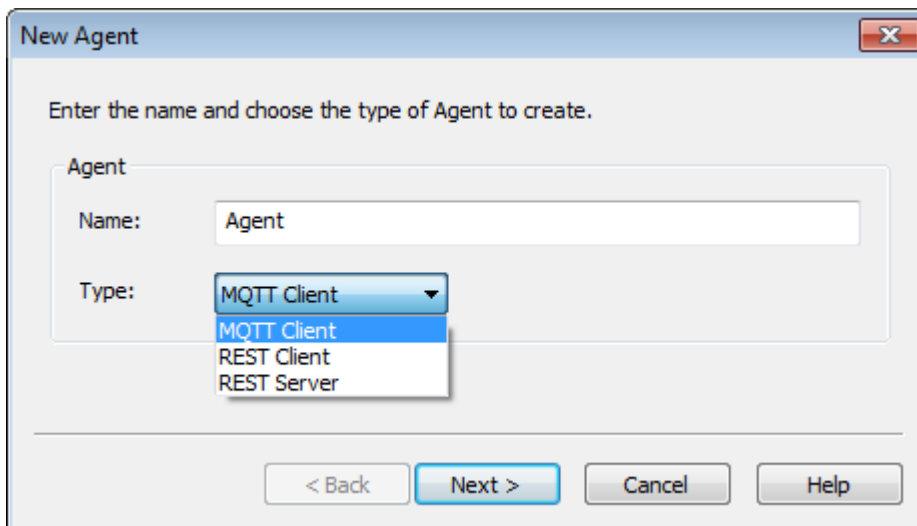 New Agent
Enter the name and choose the type of Agent to create.
Agent
Name: Agent
Type: MQTT Client
MQTT Client
REST Client
REST Server
< Back Next > Cancel Help